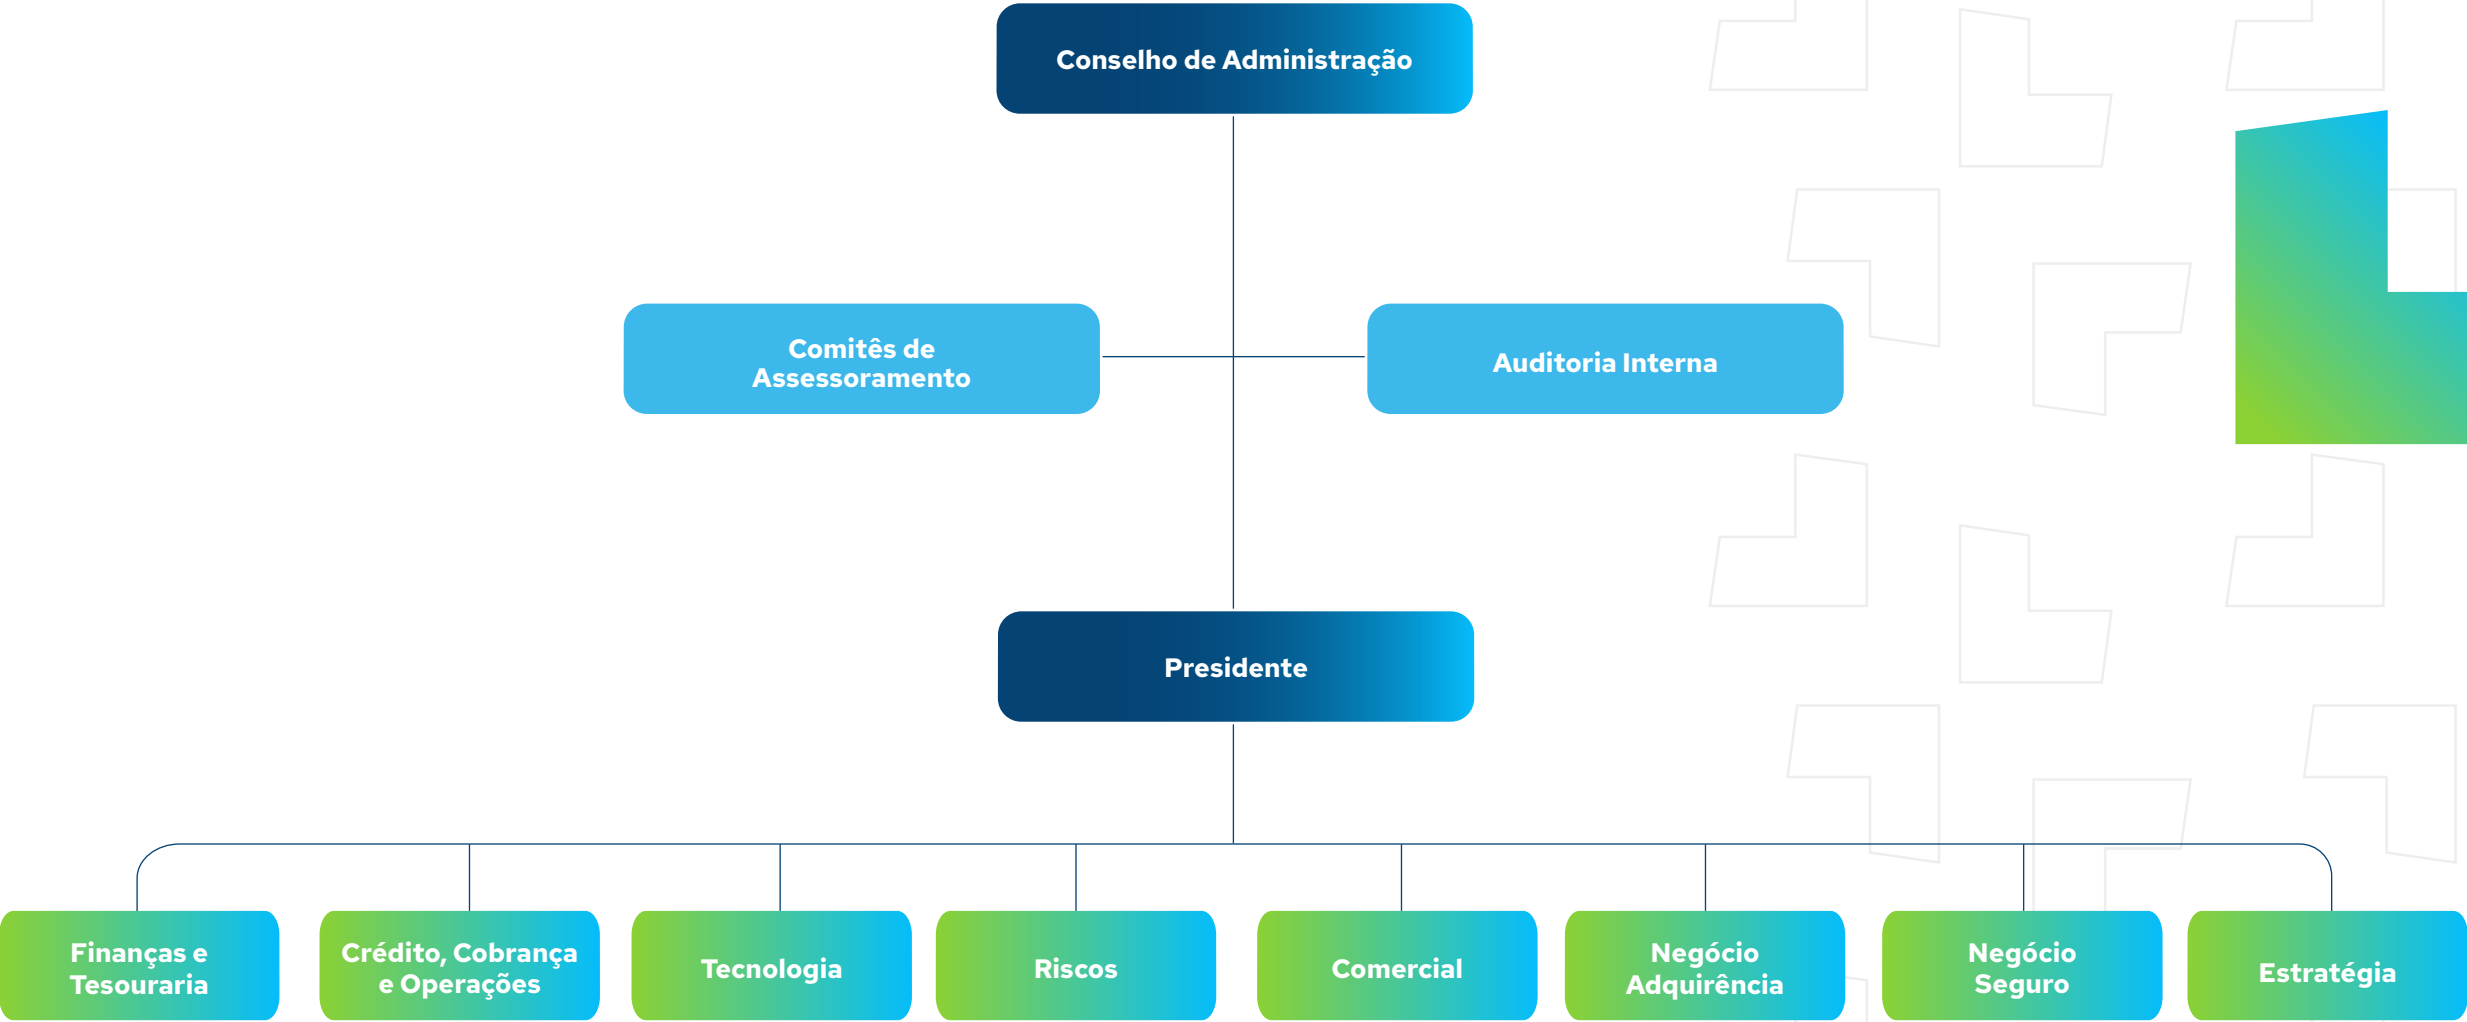 Conselho de Administração
Comitês de
Assessoramento
Auditoria Interna
Presidente
Finanças e
Tesouraria
Crédito, Cobrança
e Operações
Tecnologia
Riscos
Comercial
Negócio
Adquirência
Negócio
Seguro
Estratégia